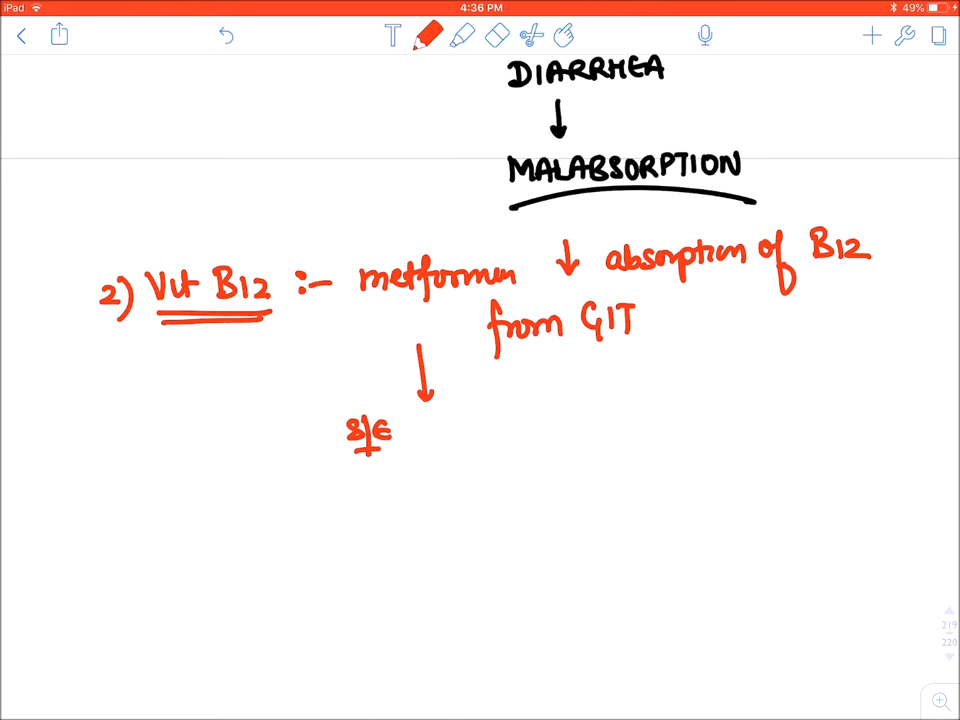 iPad 4:36 PM 49%
T
DIARRHEA
↓
MALABSORPTION
2) Vit B12 :- metformin ↓ absorption of B12
from GIT
↓
S/E
219
220